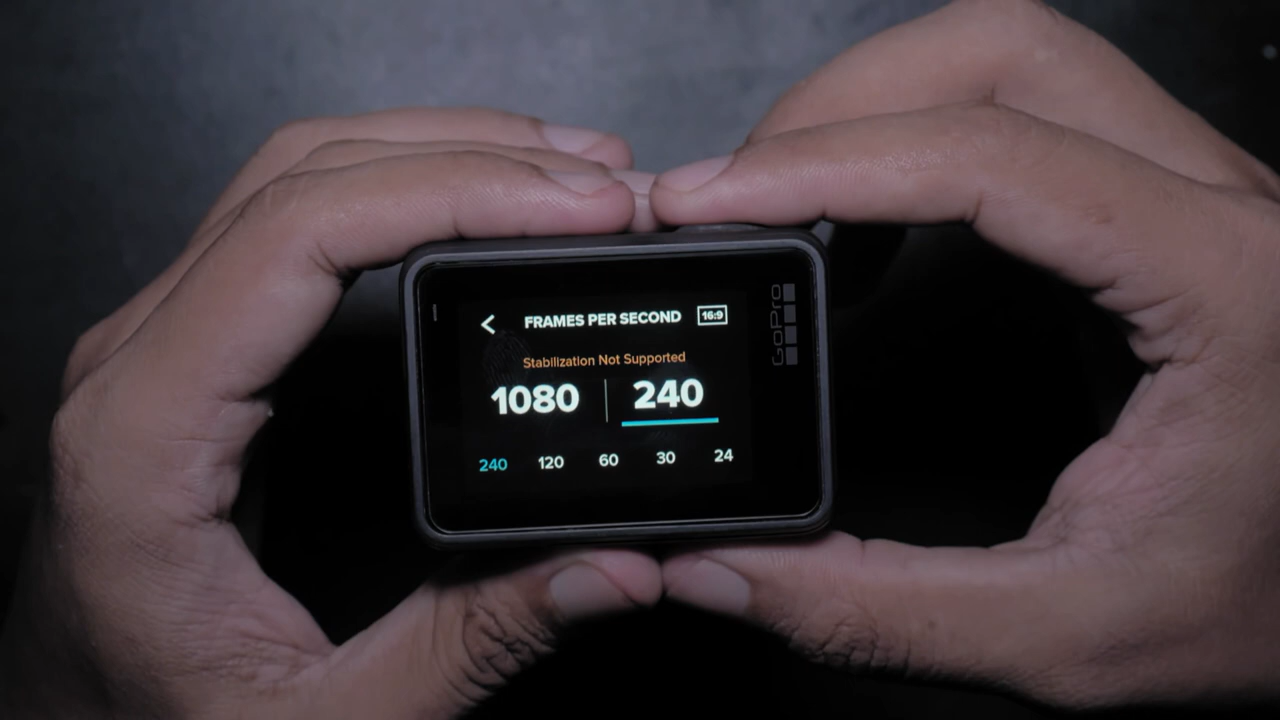 FRAMES PER SECOND 16:9
Stabilization Not Supported
1080 240
240 120 60 30 24
GoPro